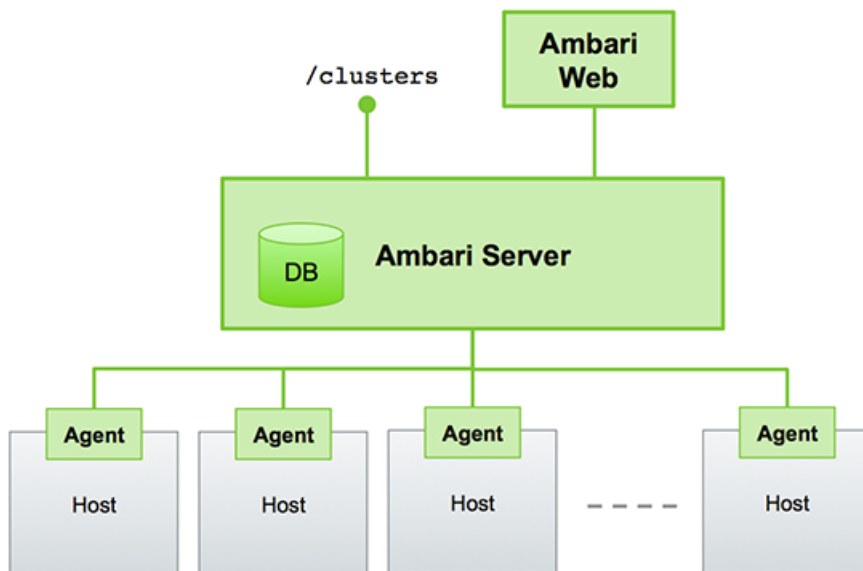 Ambari
Web
/clusters
DB
Ambari Server
Agent
Agent
Agent
Agent
Host
Host
Host
Host